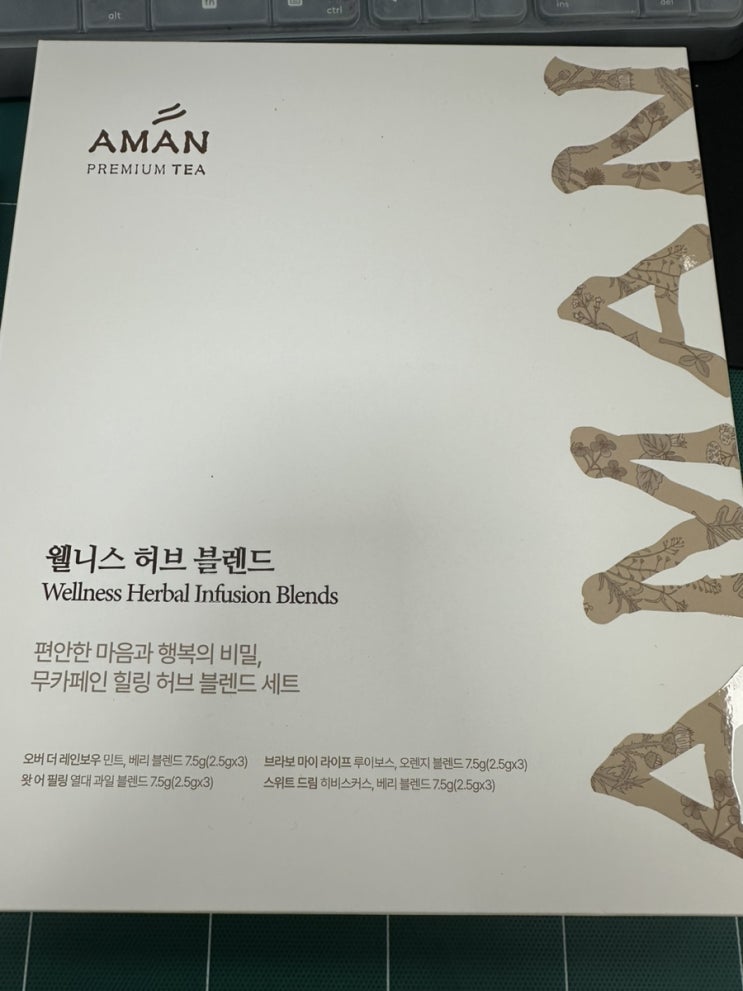 alt
ctrl
ins
del
AMAN
PREMIUM TEA
AMAN
웰니스 허브 블렌드
Wellness Herbal Infusion Blends
편안한 마음과 행복의 비밀,
무카페인 힐링 허브 블렌드 세트
오버 더 레인보우 민트, 베리 블렌드 7.5g(2.5gx3) 브라보 마이 라이프 루이보스, 오렌지 블렌드 7.5g(2.5gx3)
왓 어 필링 열대 과일 블렌드 7.5g(2.5gx3) 스위트 드림 히비스커스, 베리 블렌드 7.5g(2.5gx3)